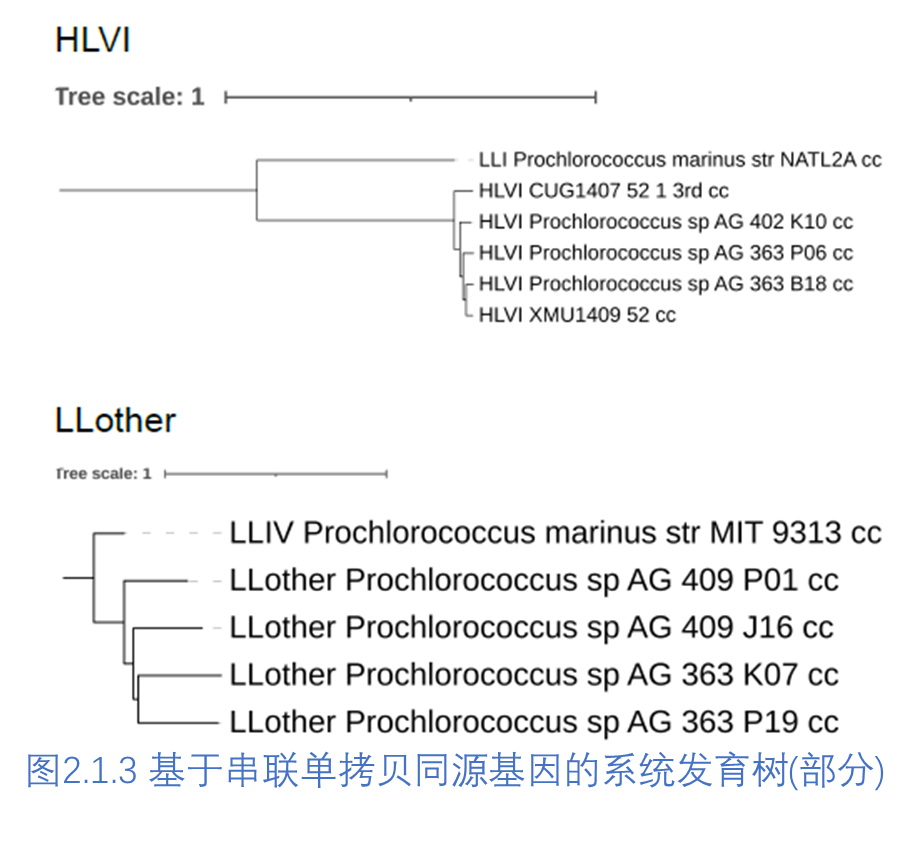 HLVI
Tree scale: 1
LLI Prochlorococcus marinus str NATL2A cc
HLVI CUG1407 52 1 3rd cc
HLVI Prochlorococcus sp AG 402 K10 cc
HLVI Prochlorococcus sp AG 363 P06 cc
HLVI Prochlorococcus sp AG 363 B18 cc
HLVI XMU1409 52 cc
LLother
Tree scale: 1
LLIV Prochlorococcus marinus str MIT 9313 cc
LLother Prochlorococcus sp AG 409 P01 cc
LLother Prochlorococcus sp AG 409 J16 cc
LLother Prochlorococcus sp AG 363 K07 cc
LLother Prochlorococcus sp AG 363 P19 cc
图2.1.3 基于串联单拷贝同源基因的系统发育树(部分)